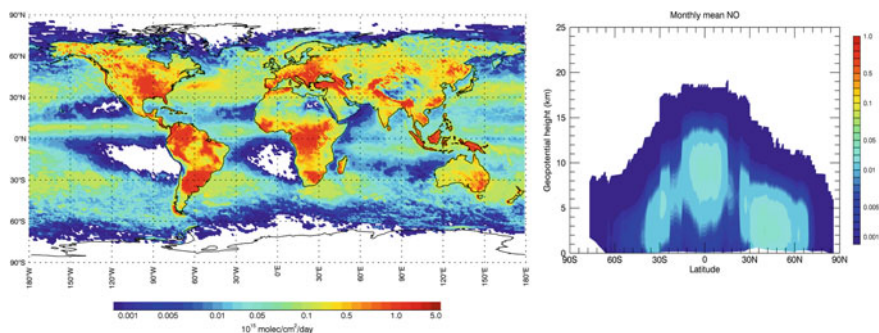 90°N
60°N
30°N
0°N
30°S
60°S
90°S
180°W
150°W
120°W
90°W
60°W
30°W
0°E
30°E
60°E
90°E
120°E
150°E
180°E
0.001 0.005 0.01 0.05 0.1 0.5 1.0 5.0
10¹⁵ molec/cm²/day
Monthly mean NO
Geopotential height (km)
25
20
15
10
5
0
90S 60S 30S 0 30N 60N 90N
Latitude
1.0
0.5
0.1
0.05
0.01
0.005
0.001